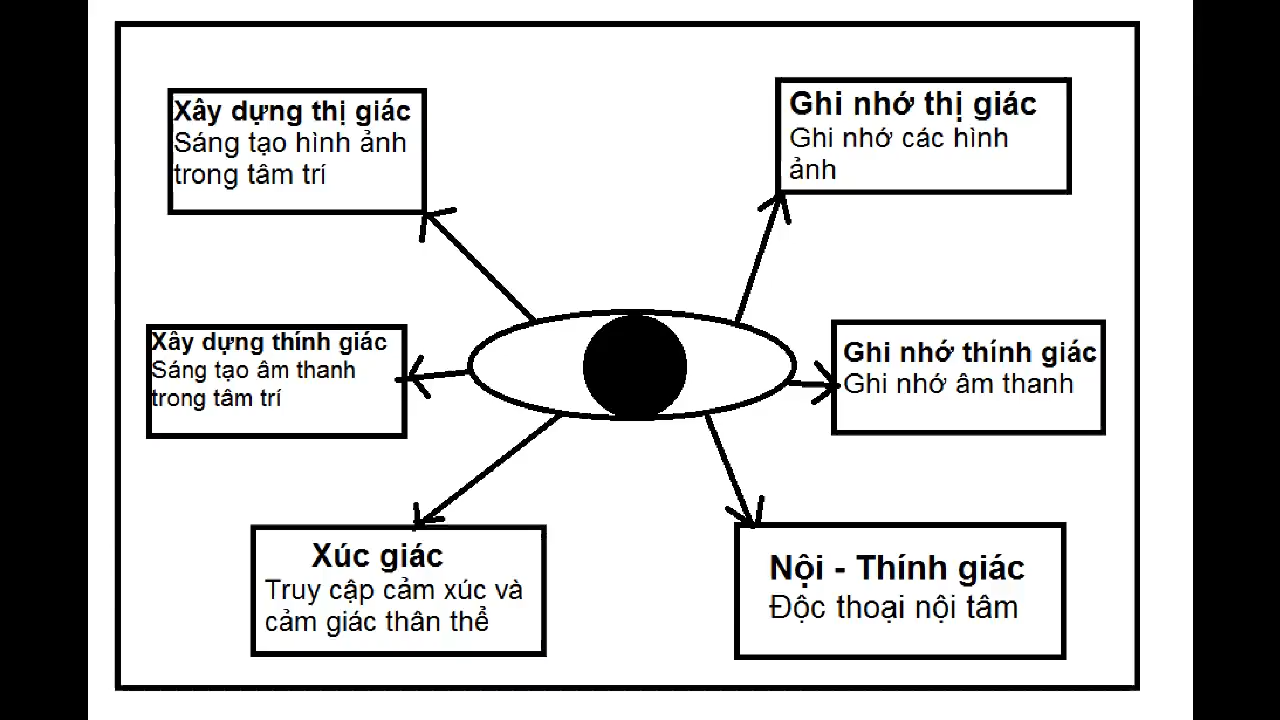 Xây dựng thị giác
Sáng tạo hình ảnh
trong tâm trí
Ghi nhớ thị giác
Ghi nhớ các hình
ảnh
Xây dựng thính giác
Sáng tạo âm thanh
trong tâm trí
Ghi nhớ thính giác
Ghi nhớ âm thanh
Xúc giác
Truy cập cảm xúc và
cảm giác thân thể
Nội - Thính giác
Độc thoại nội tâm